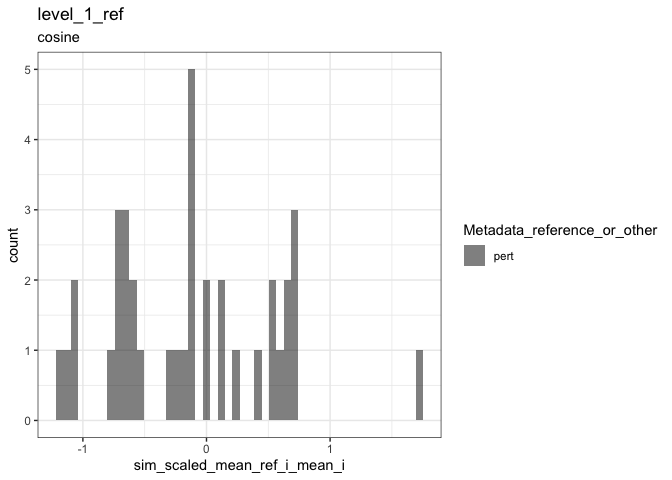 level_1_ref
cosine
5
4
3
2
1
0
count
-1
0
1
sim_scaled_mean_ref_i_mean_i
Metadata_reference_or_other
pert